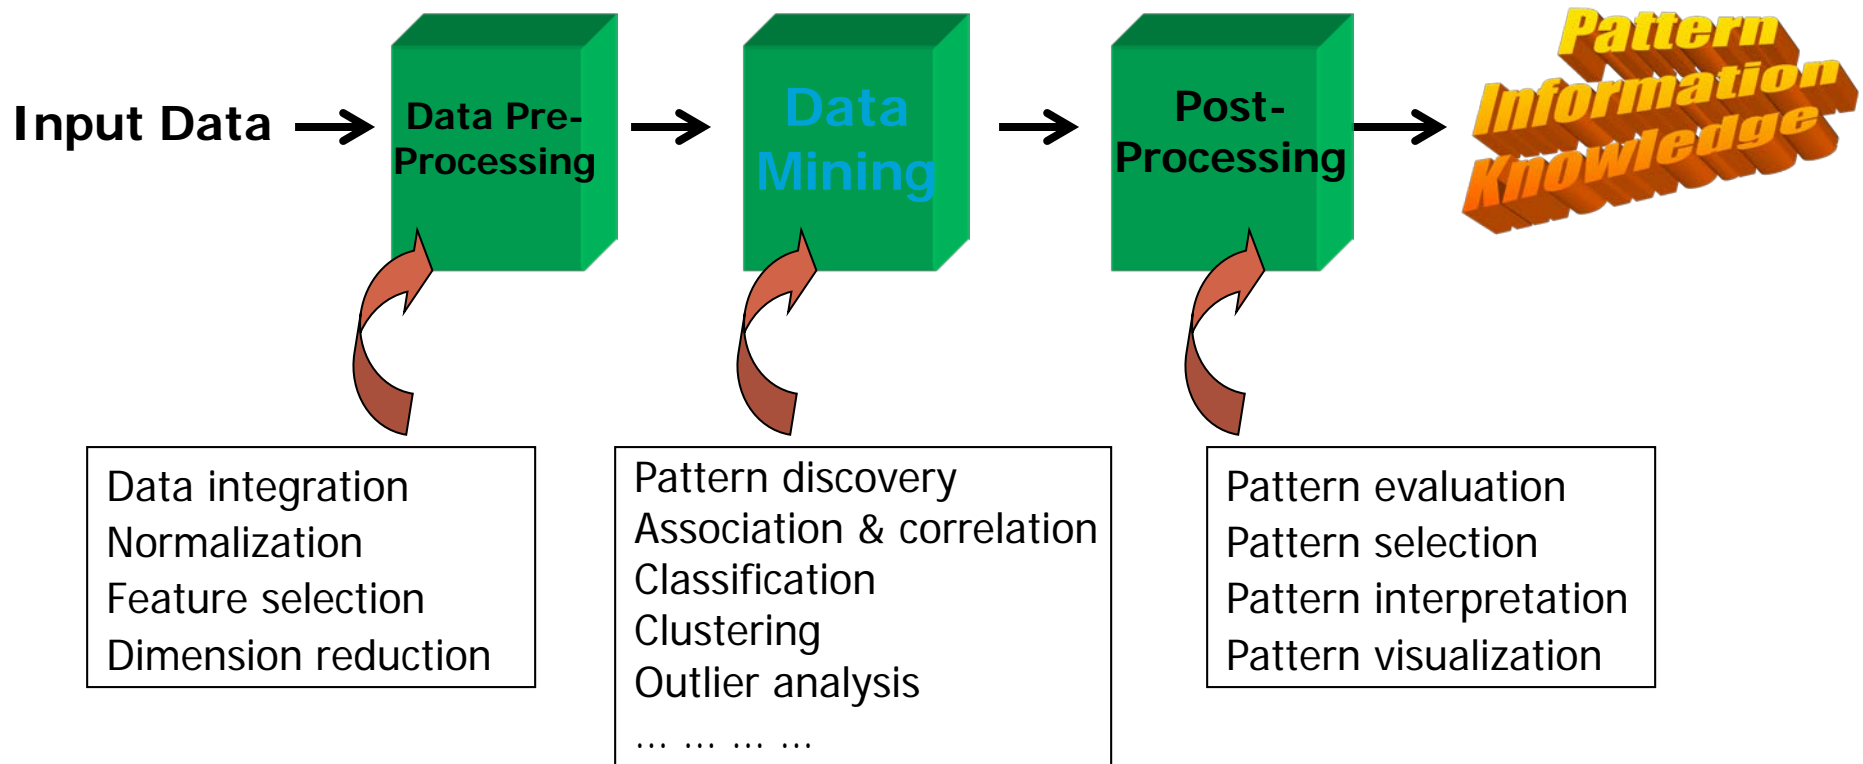 Input Data
Data Pre-
Processing
Data
Mining
Post-
Processing
Pattern
Information
Knowledge
Data integration
Normalization
Feature selection
Dimension reduction
Pattern discovery
Association & correlation
Classification
Clustering
Outlier analysis
… … … …
Pattern evaluation
Pattern selection
Pattern interpretation
Pattern visualization